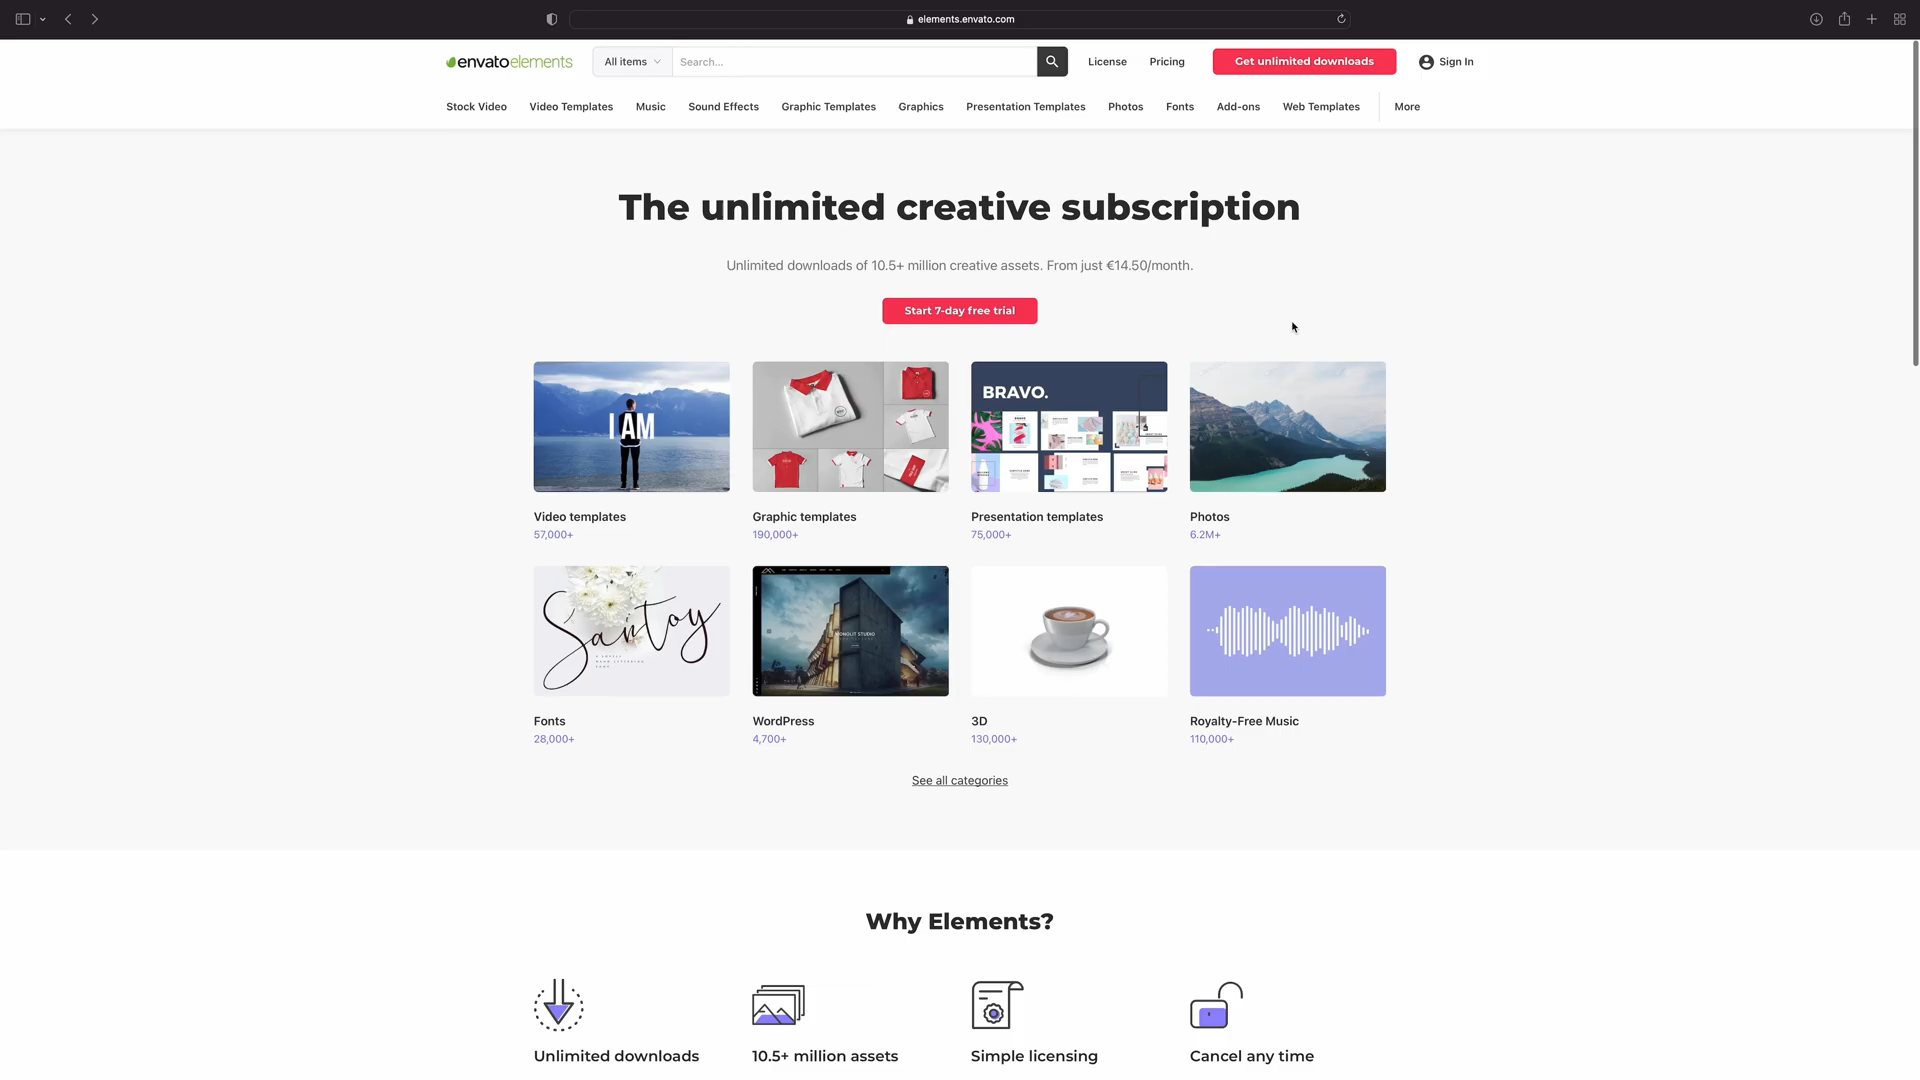 elements.envato.com
envatoelements
All items
Search...
License
Pricing
Get unlimited downloads
Sign In
Stock Video
Video Templates
Music
Sound Effects
Graphic Templates
Graphics
Presentation Templates
Photos
Fonts
Add-ons
Web Templates
More
The unlimited creative subscription
Unlimited downloads of 10.5+ million creative assets. From just €14.50/month.
Start 7-day free trial
I AM
BRAVO.
Video templates
57,000+
Graphic templates
190,000+
Presentation templates
75,000+
Photos
6.2M+
Santoy
MONOLIT STUDIO
Fonts
28,000+
WordPress
4,700+
3D
130,000+
Royalty-Free Music
110,000+
See all categories
Why Elements?
Unlimited downloads
10.5+ million assets
Simple licensing
Cancel any time